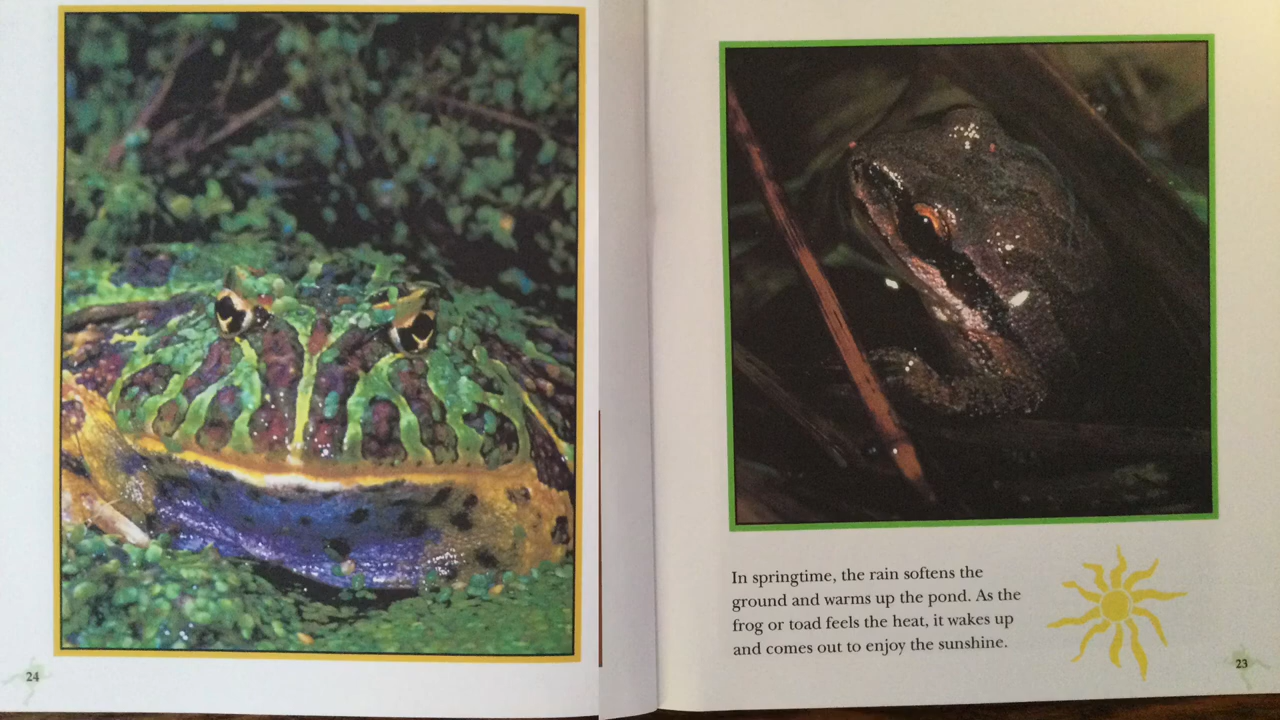 24
In springtime, the rain softens the
ground and warms up the pond. As the
frog or toad feels the heat, it wakes up
and comes out to enjoy the sunshine.
23